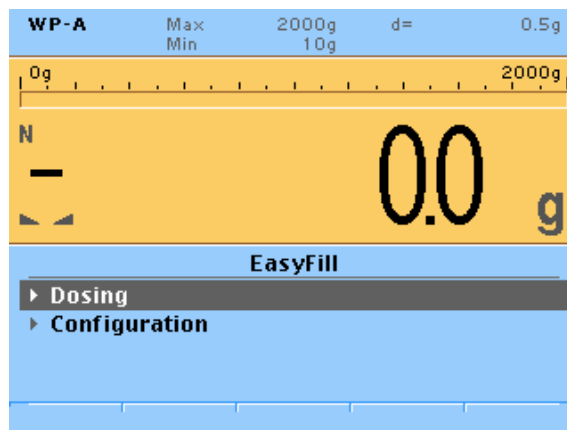 WP-A Max 2000g d= 0.5g
Min 10g
0g 2000g
N
– 0.0 g
EasyFill
Dosing
Configuration